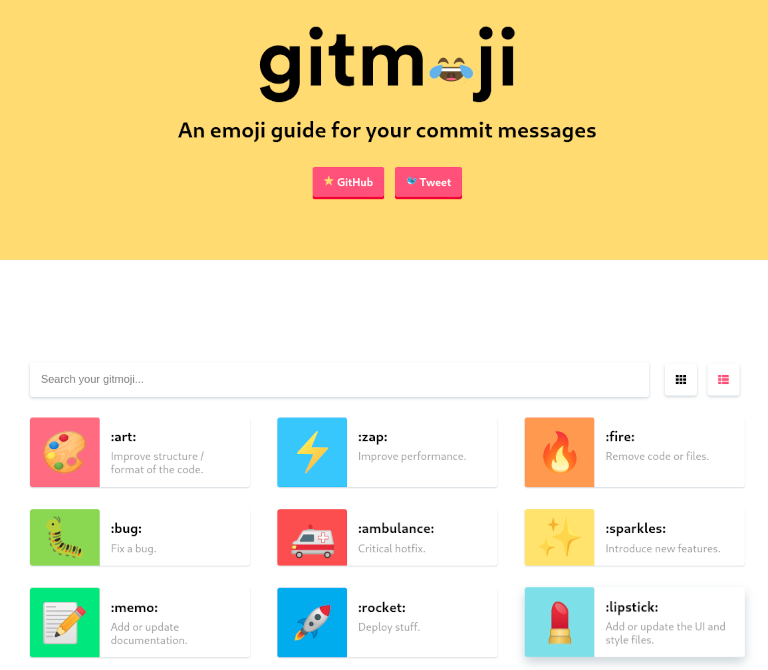 gitm😂ji
An emoji guide for your commit messages
GitHub
Tweet
Search your gitmoji...
:art:
Improve structure /
format of the code.
:zap:
Improve performance.
:fire:
Remove code or files.
:bug:
Fix a bug.
:ambulance:
Critical hotfix.
:sparkles:
Introduce new features.
:memo:
Add or update
documentation.
:rocket:
Deploy stuff.
:lipstick:
Add or update the UI and
style files.